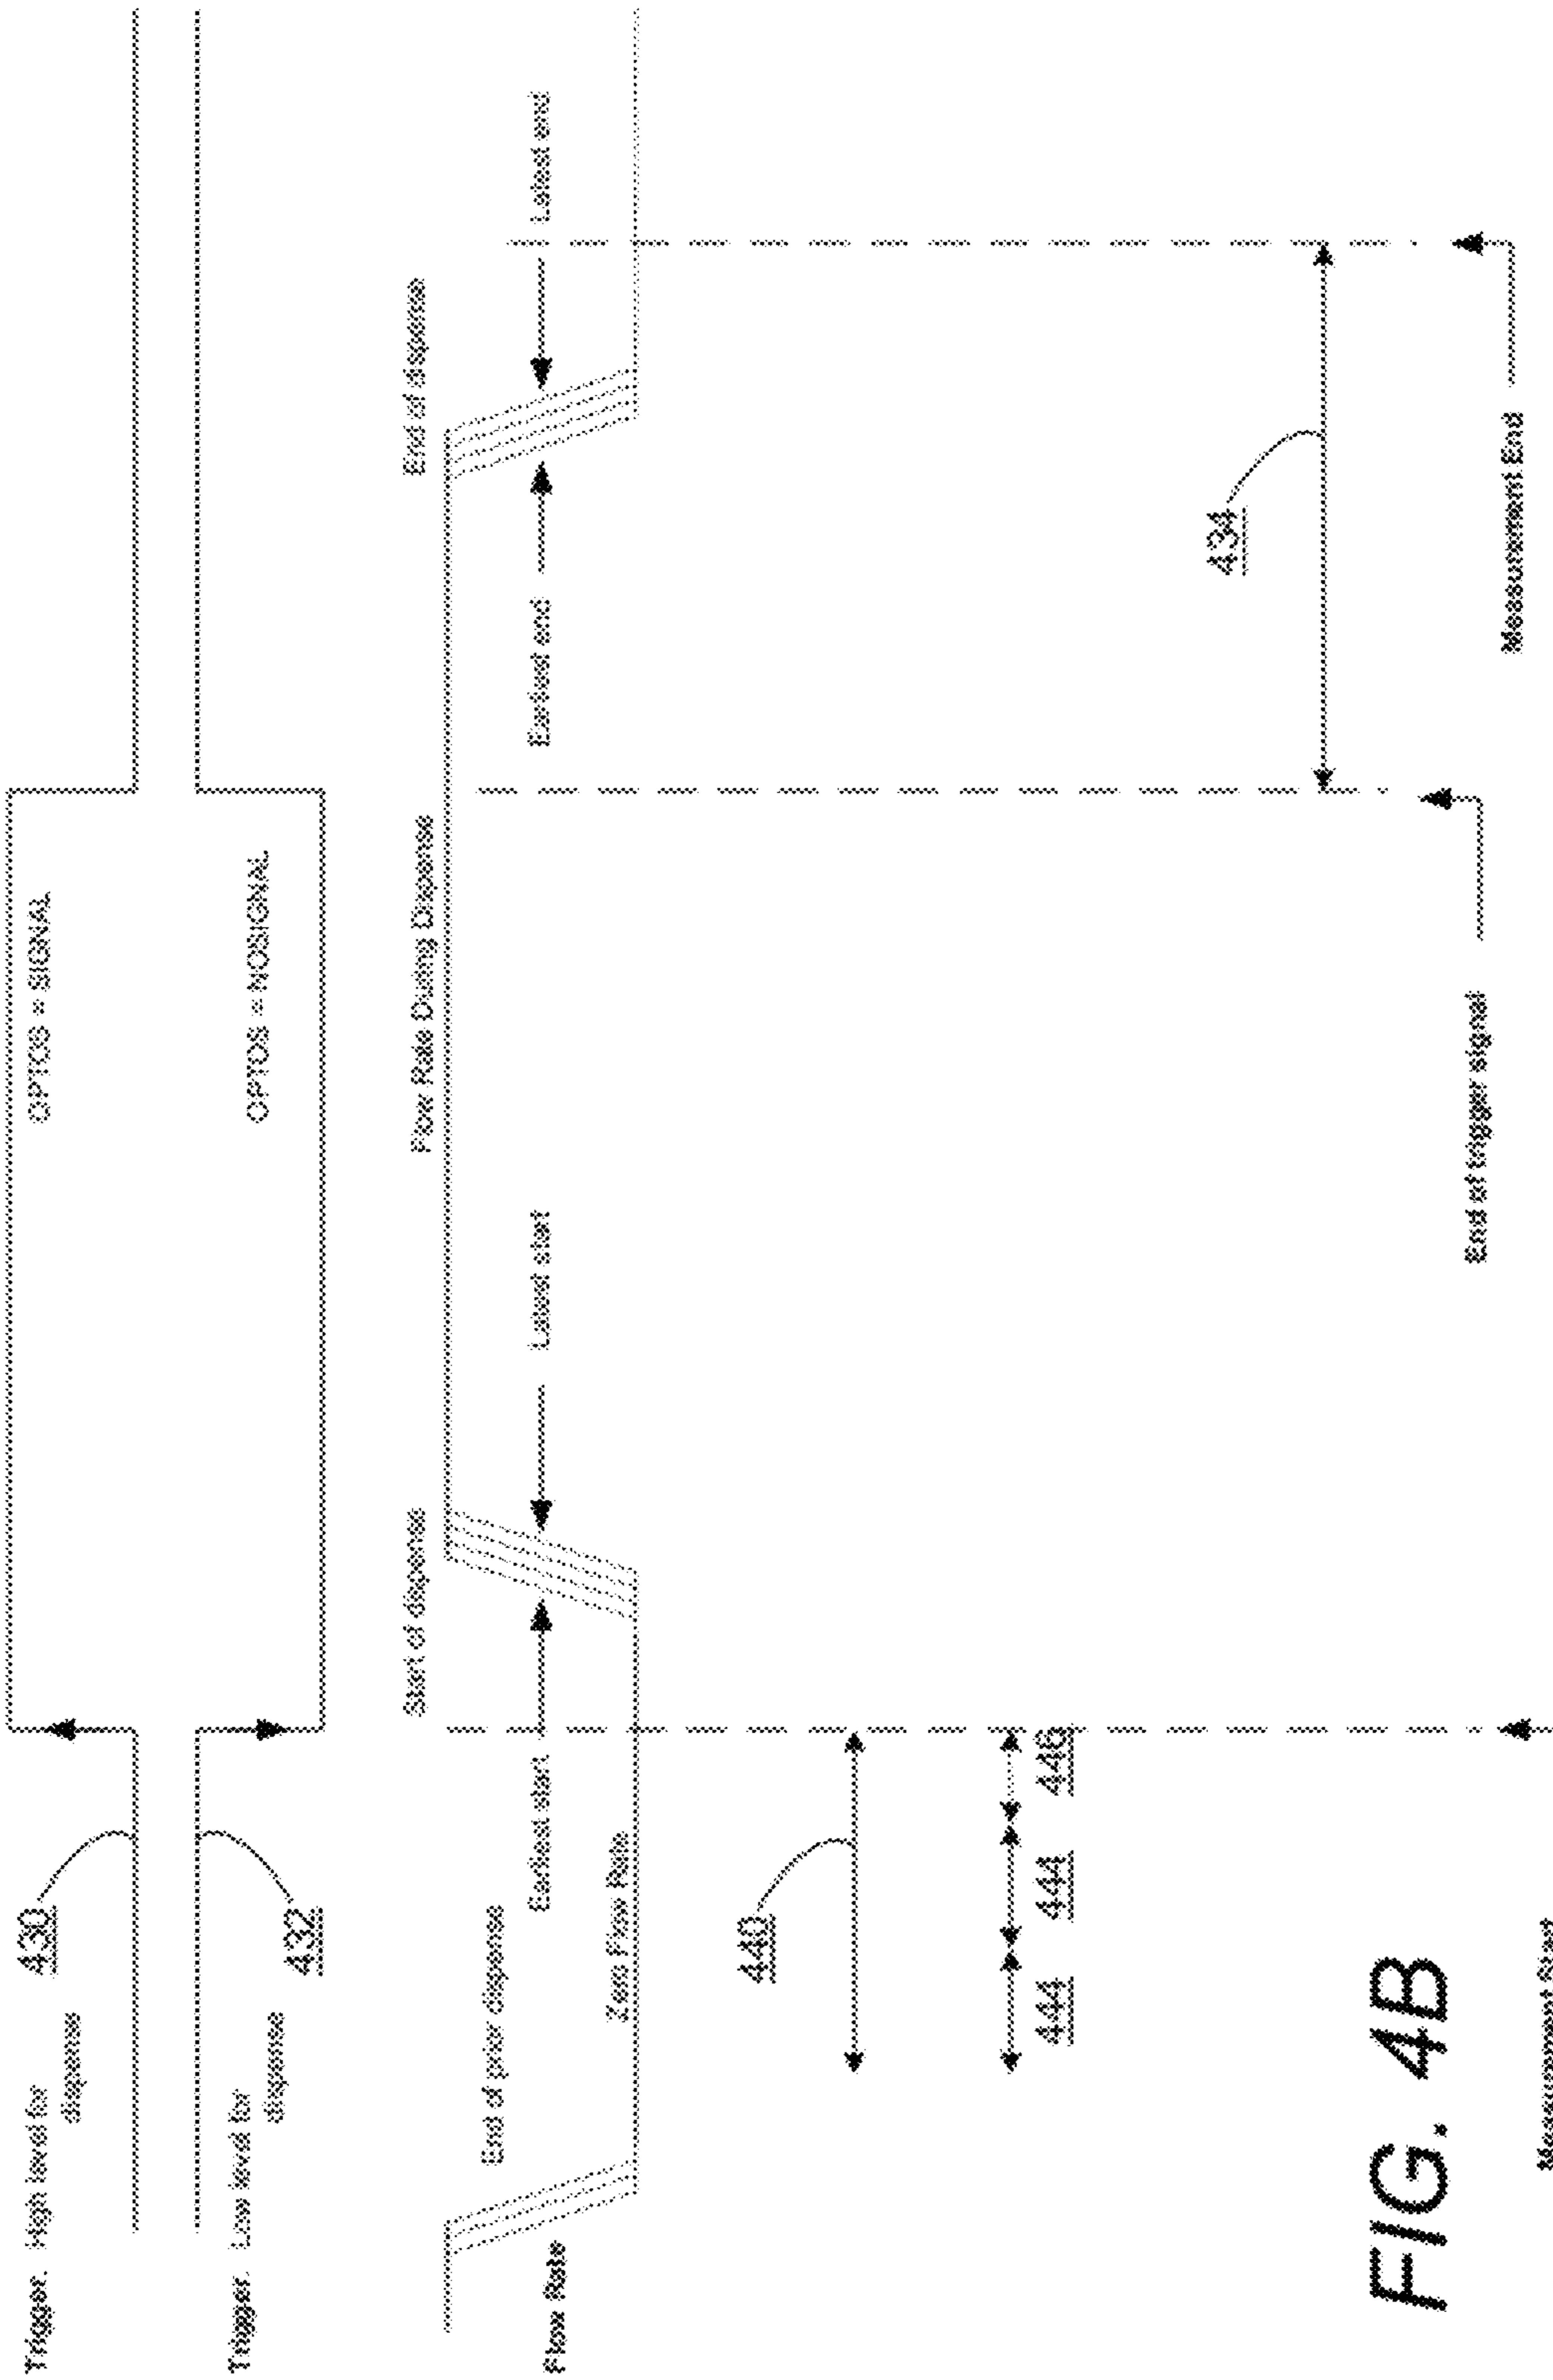 Trigger. High level for
dispense
430
OPTOS = SIGNAL
Trigger. Low level for
dispense
432
OPTOS = NOSIGNAL
Start of dispense
Flow Rate During Dispense
End of dispense
End of prior dispense
Flow Rate
Earliest start
Latest start
Earliest end
Latest end
Zero Flow Rate
440
444
444
446
434
FIG. 4B
End of trigger signal
Measurement End
Measurement Start